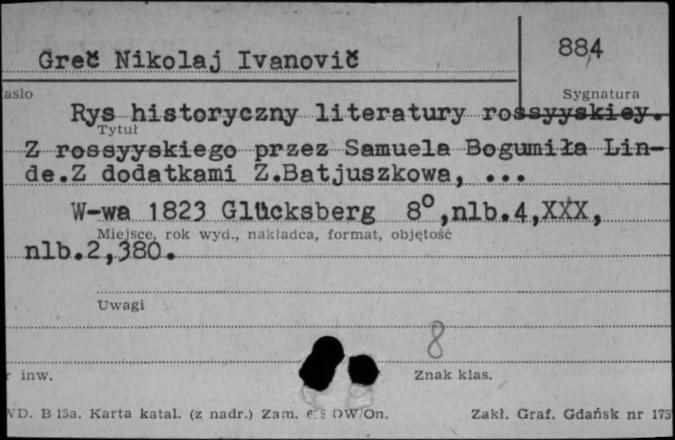 Greč Nikolaj Ivanovič
884
asło
Sygnatura
Rys historyczny literatury rossyyskiey.
Tytuł
Z rossyyskiego przez Samuela Bogumiła Lin-
de.Z dodatkami Z.Batjuszkowa, ...
W-wa 1823 Glücksberg 8°,nlb.4,XXX,
Miejsce, rok wyd., nakładca, format, objętość
nlb.2,380.
Uwagi
8
inw.
Znak klas.
D. B 15a. Karta katal. (z nadr.) Zam. DW/On.
Zakł. Graf. Gdańsk nr 175